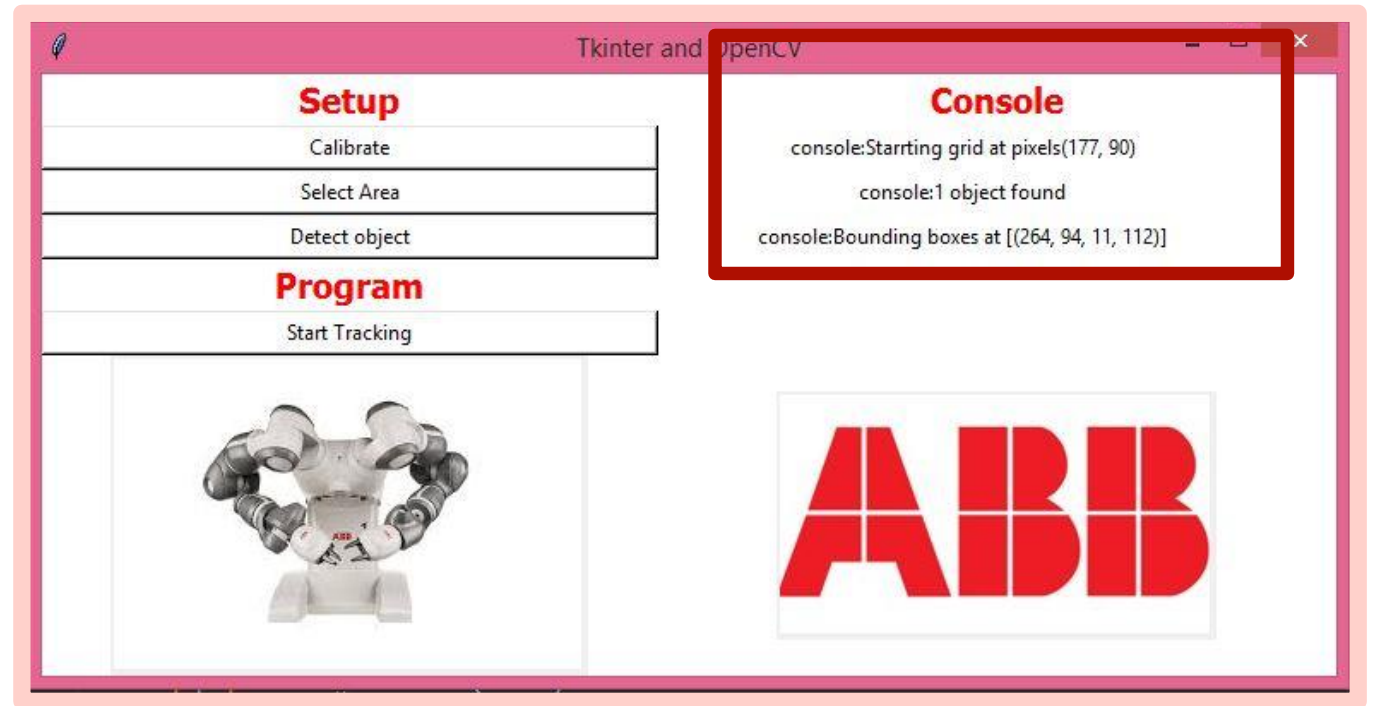 Tkinter and OpenCV
Setup
Calibrate
Select Area
Detect object
Program
Start Tracking
Console
console:Starrting grid at pixels(177, 90)
console:1 object found
console:Bounding boxes at [(264, 94, 11, 112)]
ABB
ABB